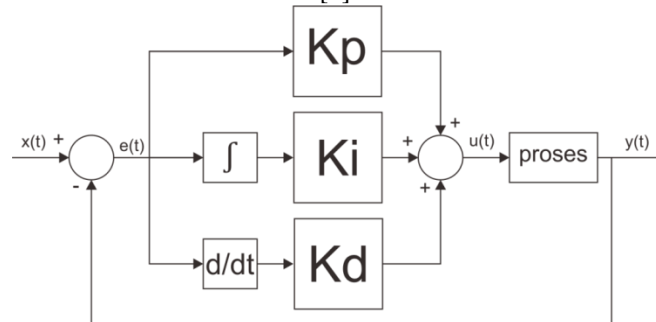 Kp
x(t) + e(t) ∫ Ki + + u(t) proses y(t)
-
+
d/dt Kd